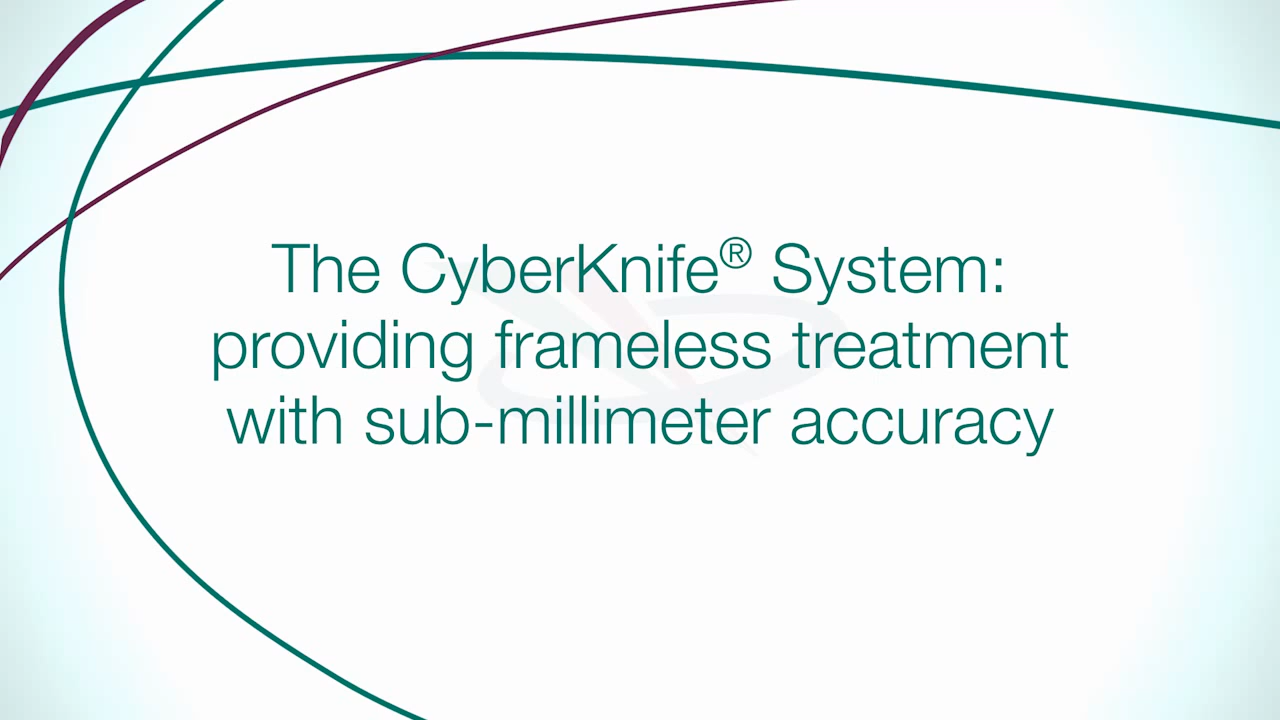 The CyberKnife® System:
providing frameless treatment
with sub-millimeter accuracy